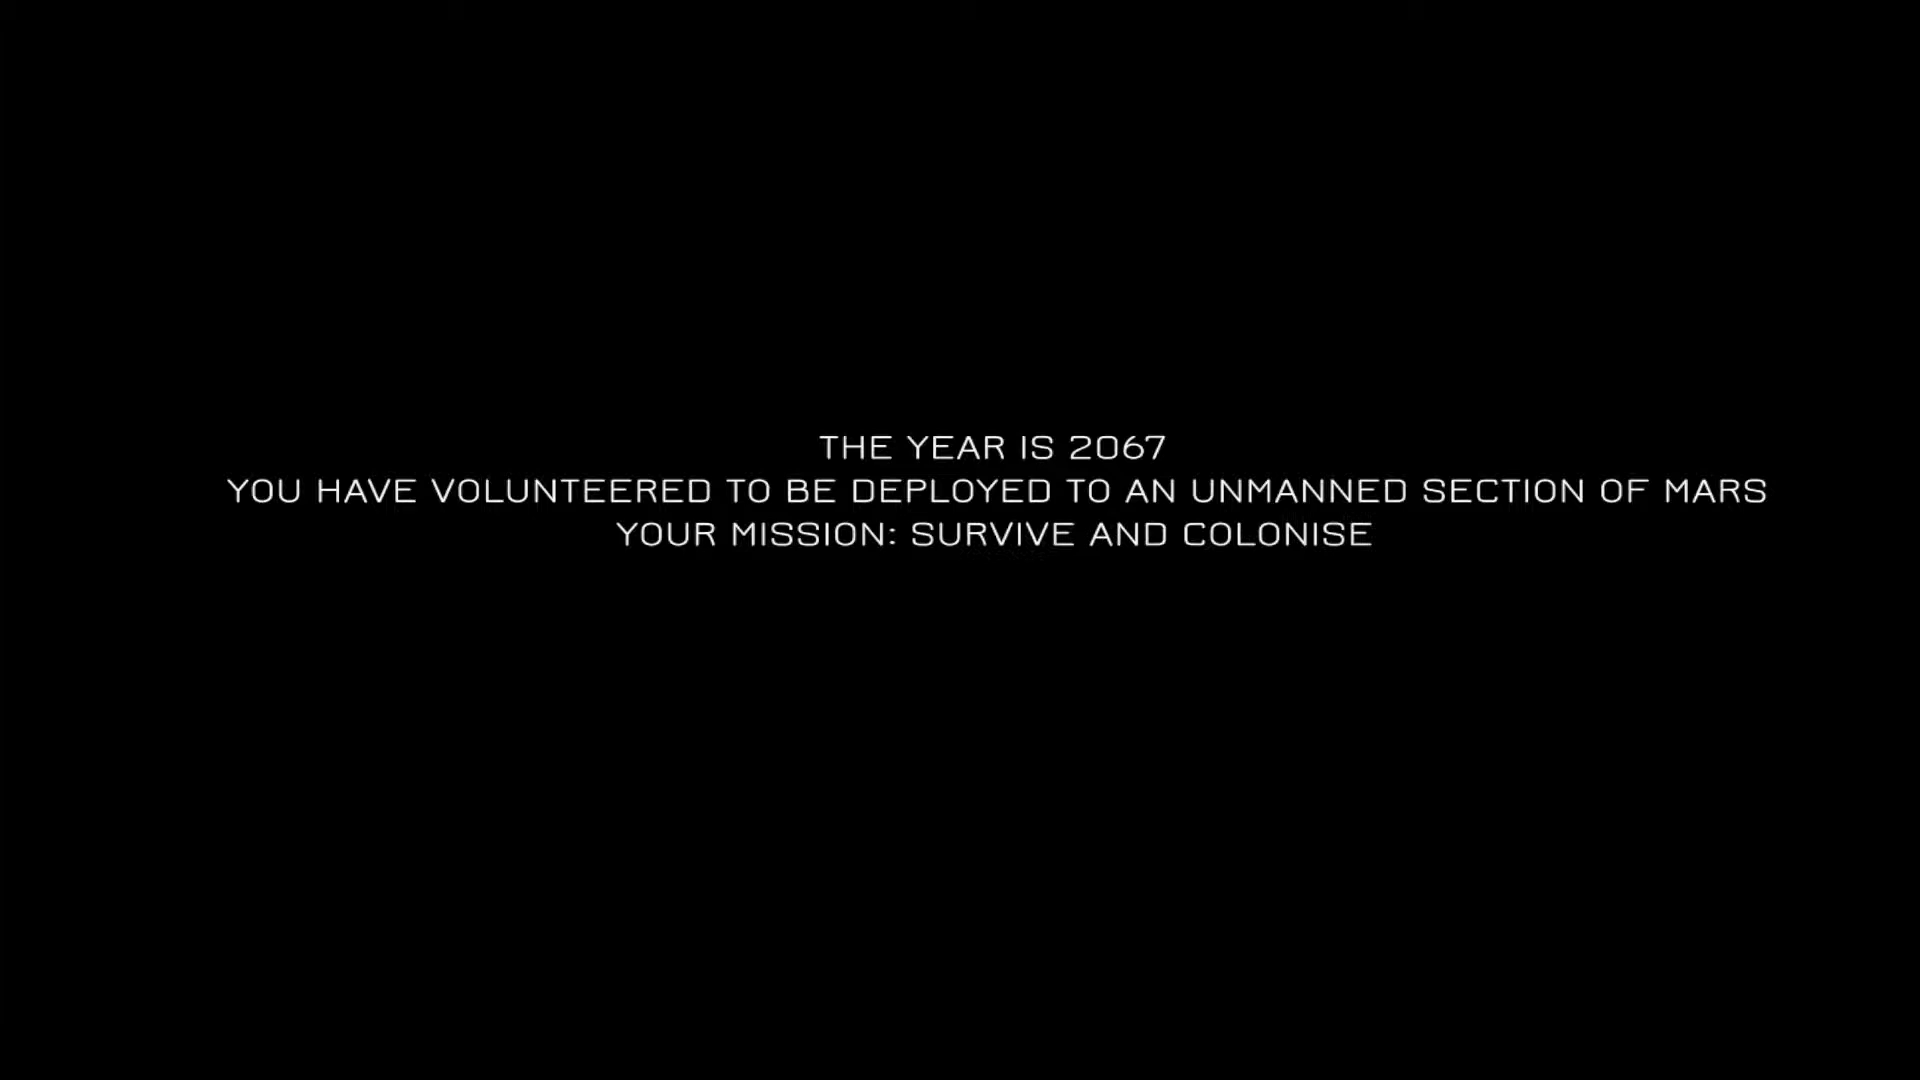 THE YEAR IS 2067
YOU HAVE VOLUNTEERED TO BE DEPLOYED TO AN UNMANNED SECTION OF MARS
YOUR MISSION: SURVIVE AND COLONISE